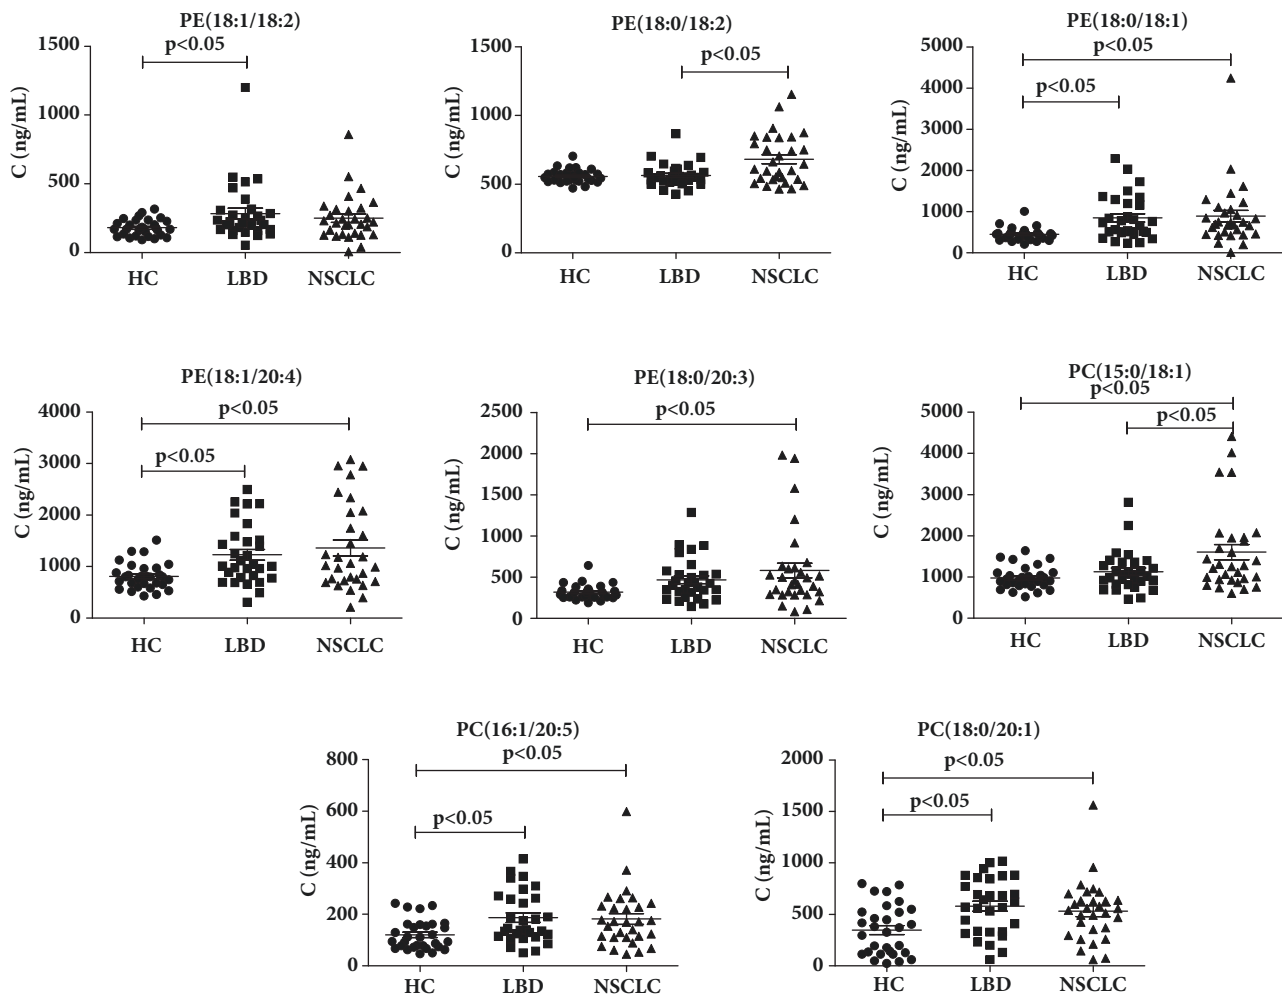 PE(18:1/18:2)
1500
p<0.05
1000
C (ng/mL)
500
0
HC LBD NSCLC
PE(18:0/18:2)
1500
p<0.05
1000
C (ng/mL)
500
0
HC LBD NSCLC
PE(18:0/18:1)
5000
p<0.05
4000
p<0.05
3000
C (ng/mL)
2000
1000
0
HC LBD NSCLC
PE(18:1/20:4)
4000
p<0.05
3000
p<0.05
C (ng/mL)
2000
1000
0
HC LBD NSCLC
PE(18:0/20:3)
2500
p<0.05
2000
1500
C (ng/mL)
1000
500
0
HC LBD NSCLC
PC(15:0/18:1)
p<0.05
5000
p<0.05
4000
3000
C (ng/mL)
2000
1000
0
HC LBD NSCLC
PC(16:1/20:5)
800
p<0.05
600
p<0.05
C (ng/mL)
400
200
0
HC LBD NSCLC
PC(18:0/20:1)
2000
p<0.05
1500
p<0.05
C (ng/mL)
1000
500
0
HC LBD NSCLC